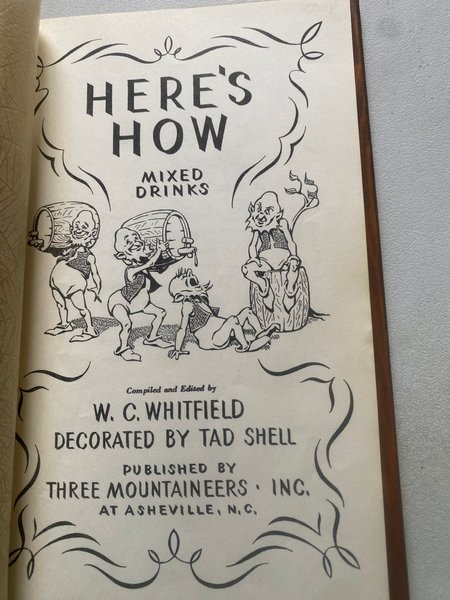 HERE'S
HOW
MIXED
DRINKS
Compiled and Edited by
W. C. WHITFIELD
DECORATED BY TAD SHELL
PUBLISHED BY
THREE MOUNTAINEERS · INC.
AT ASHEVILLE, N.C.